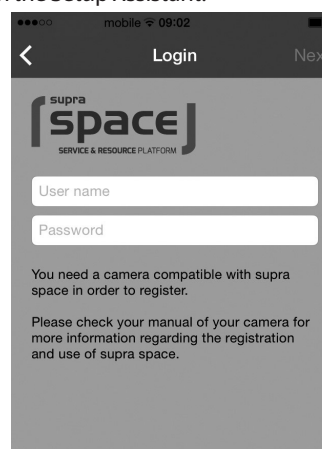 the Setup Assistant.
mobile 09:02
Login
supra
space
SERVICE & RESOURCE PLATFORM
User name
Password
You need a camera compatible with supra
space in order to register.
Please check your manual of your camera for
more information regarding the registration
and use of supra space.